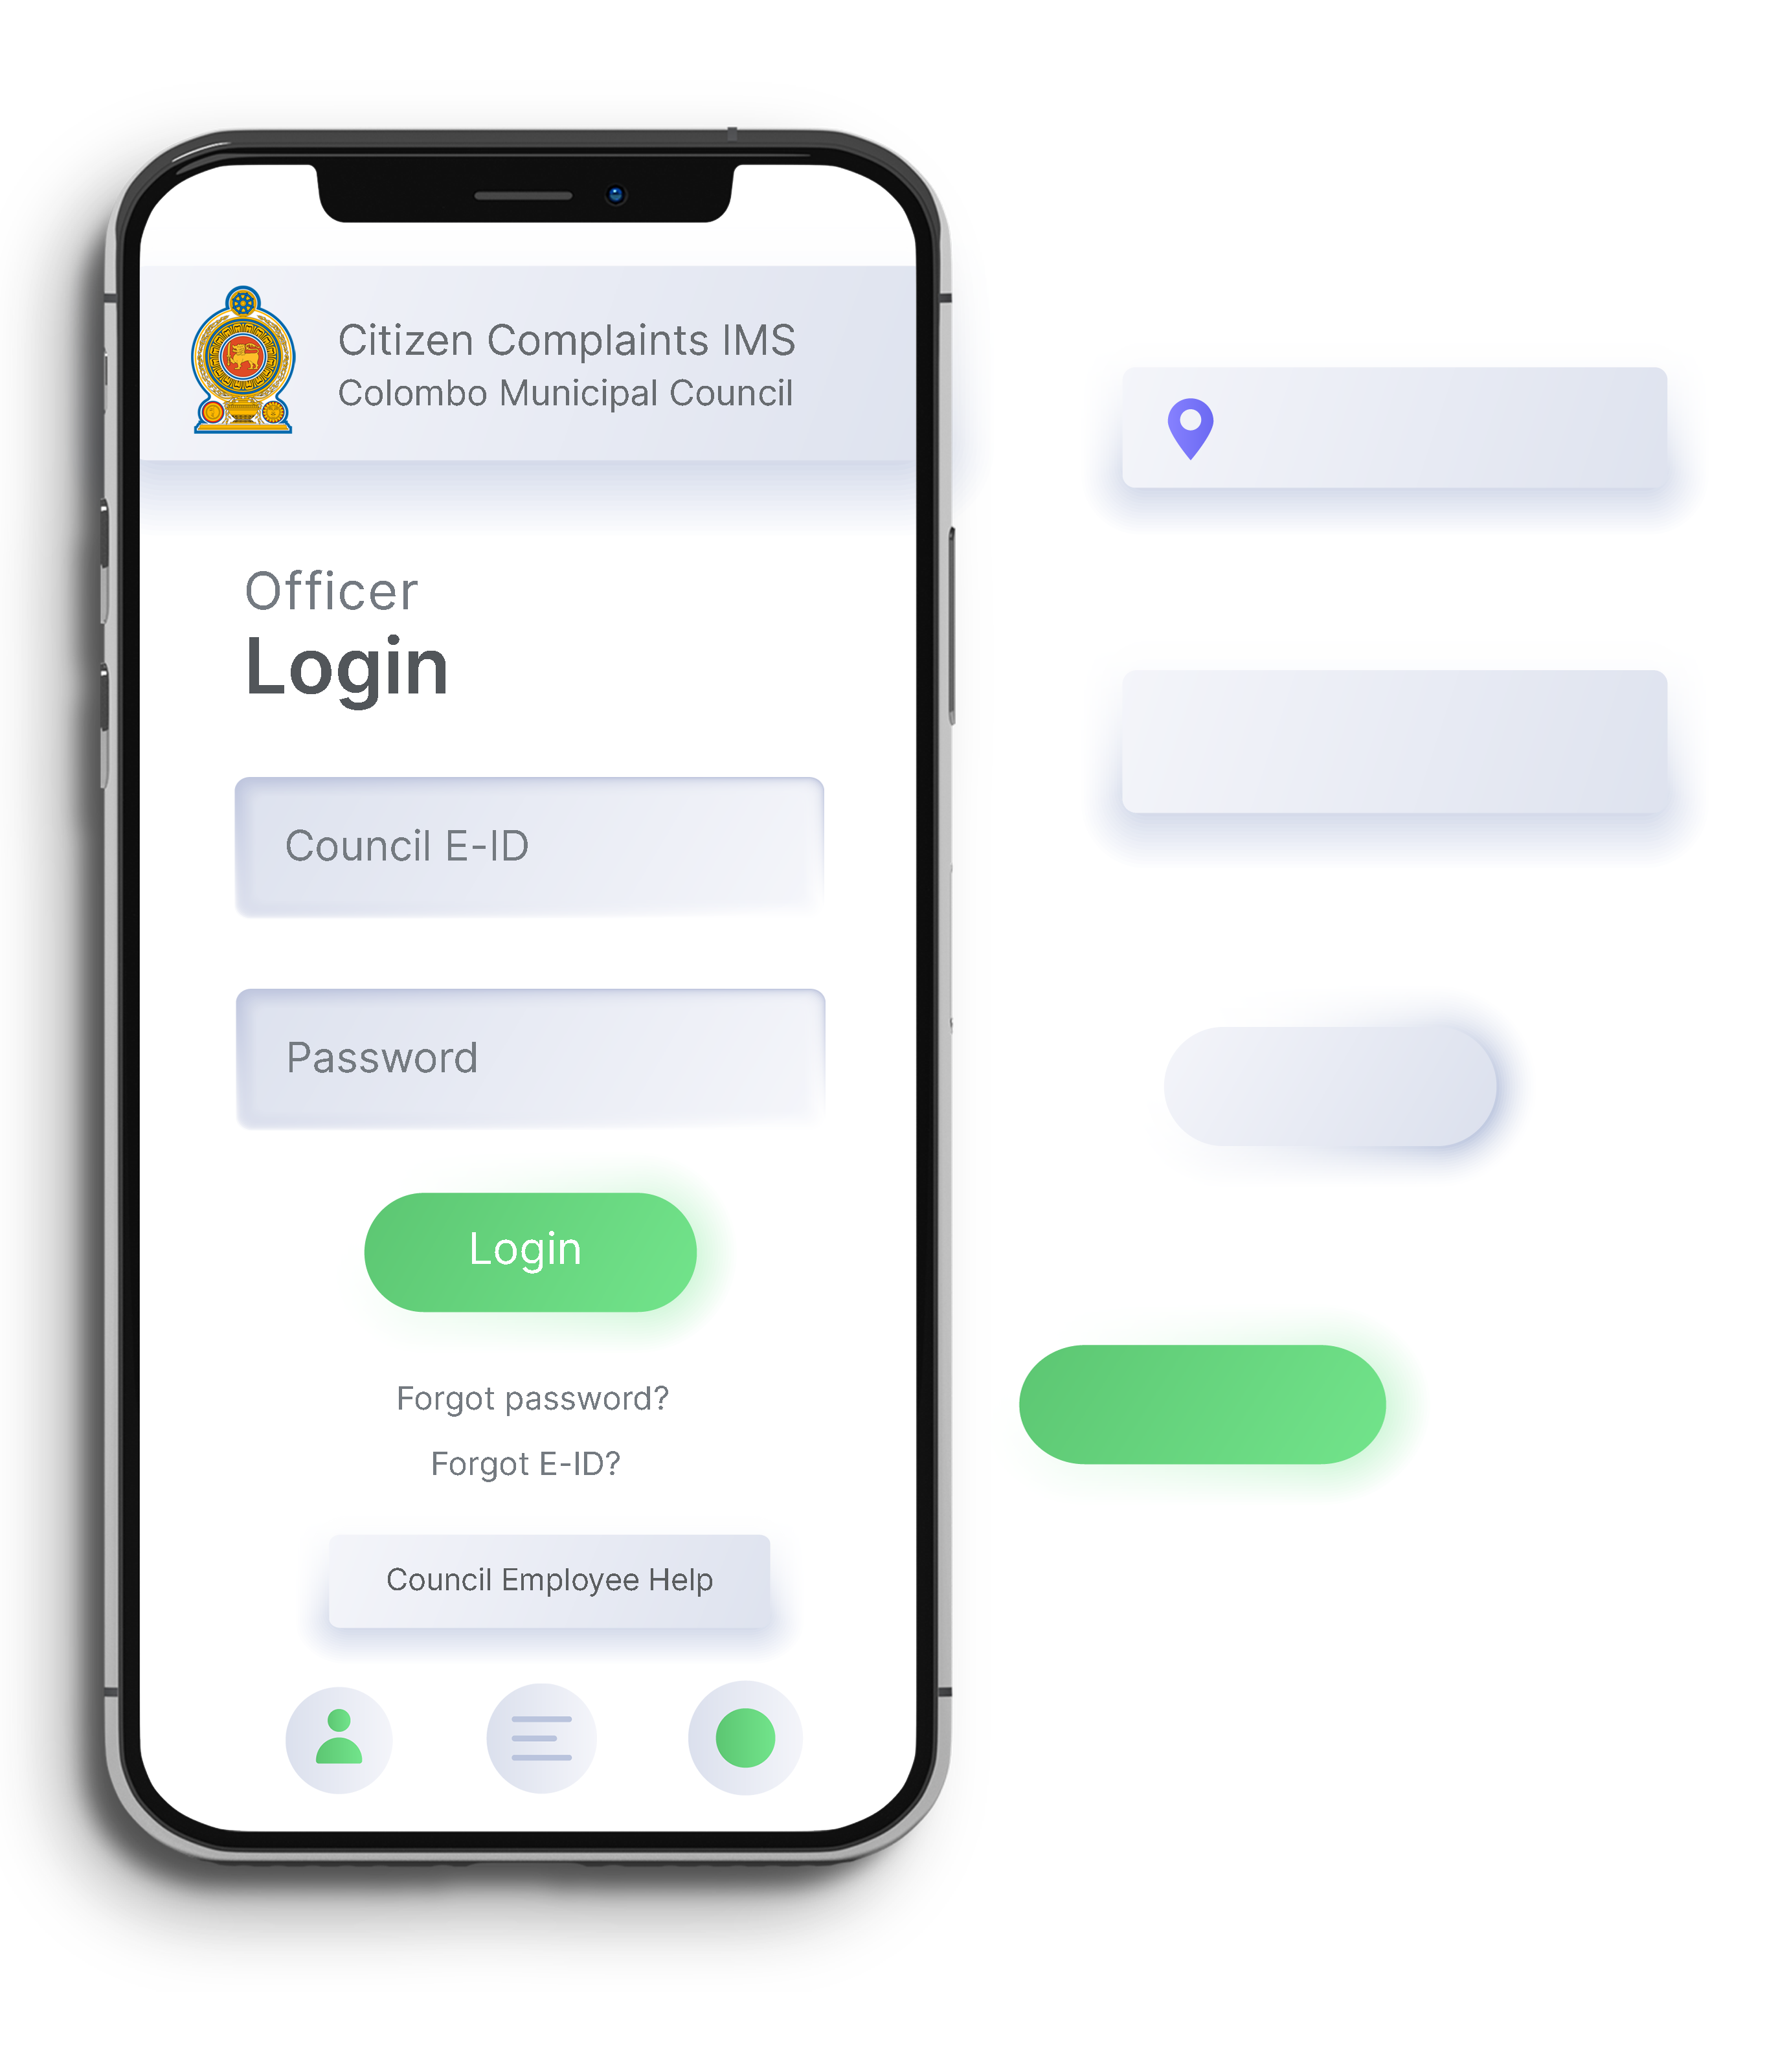 Citizen Complaints IMS
Colombo Municipal Council
Officer
Login
Council E-ID
Password
Login
Forgot password?
Forgot E-ID?
Council Employee Help